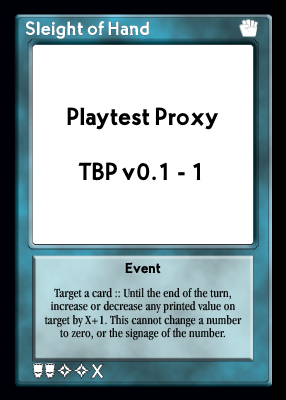 Sleight of Hand
Playtest Proxy
TBP v0.1 - 1
Event
Target a card :: Until the end of the turn,
increase or decrease any printed value on
target by X+1. This cannot change a number
to zero, or the signage of the number.
X